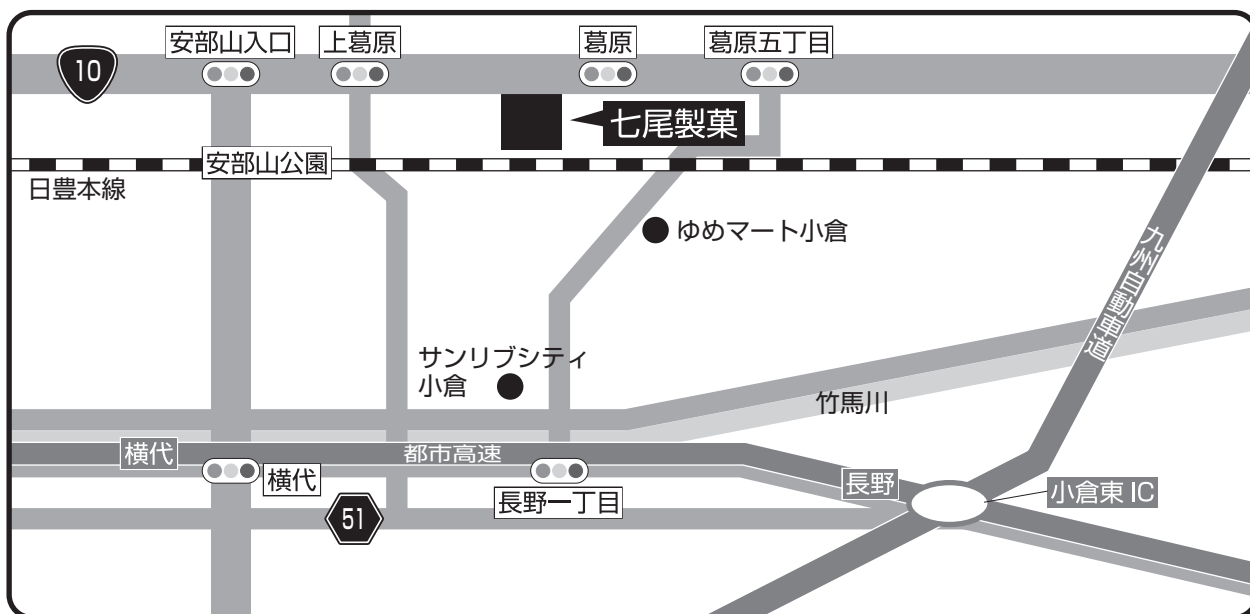 安部山入口
上葛原
葛原
葛原五丁目
10
七尾製菓
安部山公園
日豊本線
ゆめマート小倉
九州自動車道
サンリブシティ
小倉
竹馬川
横代
都市高速
横代
長野
長野一丁目
小倉東 IC
51